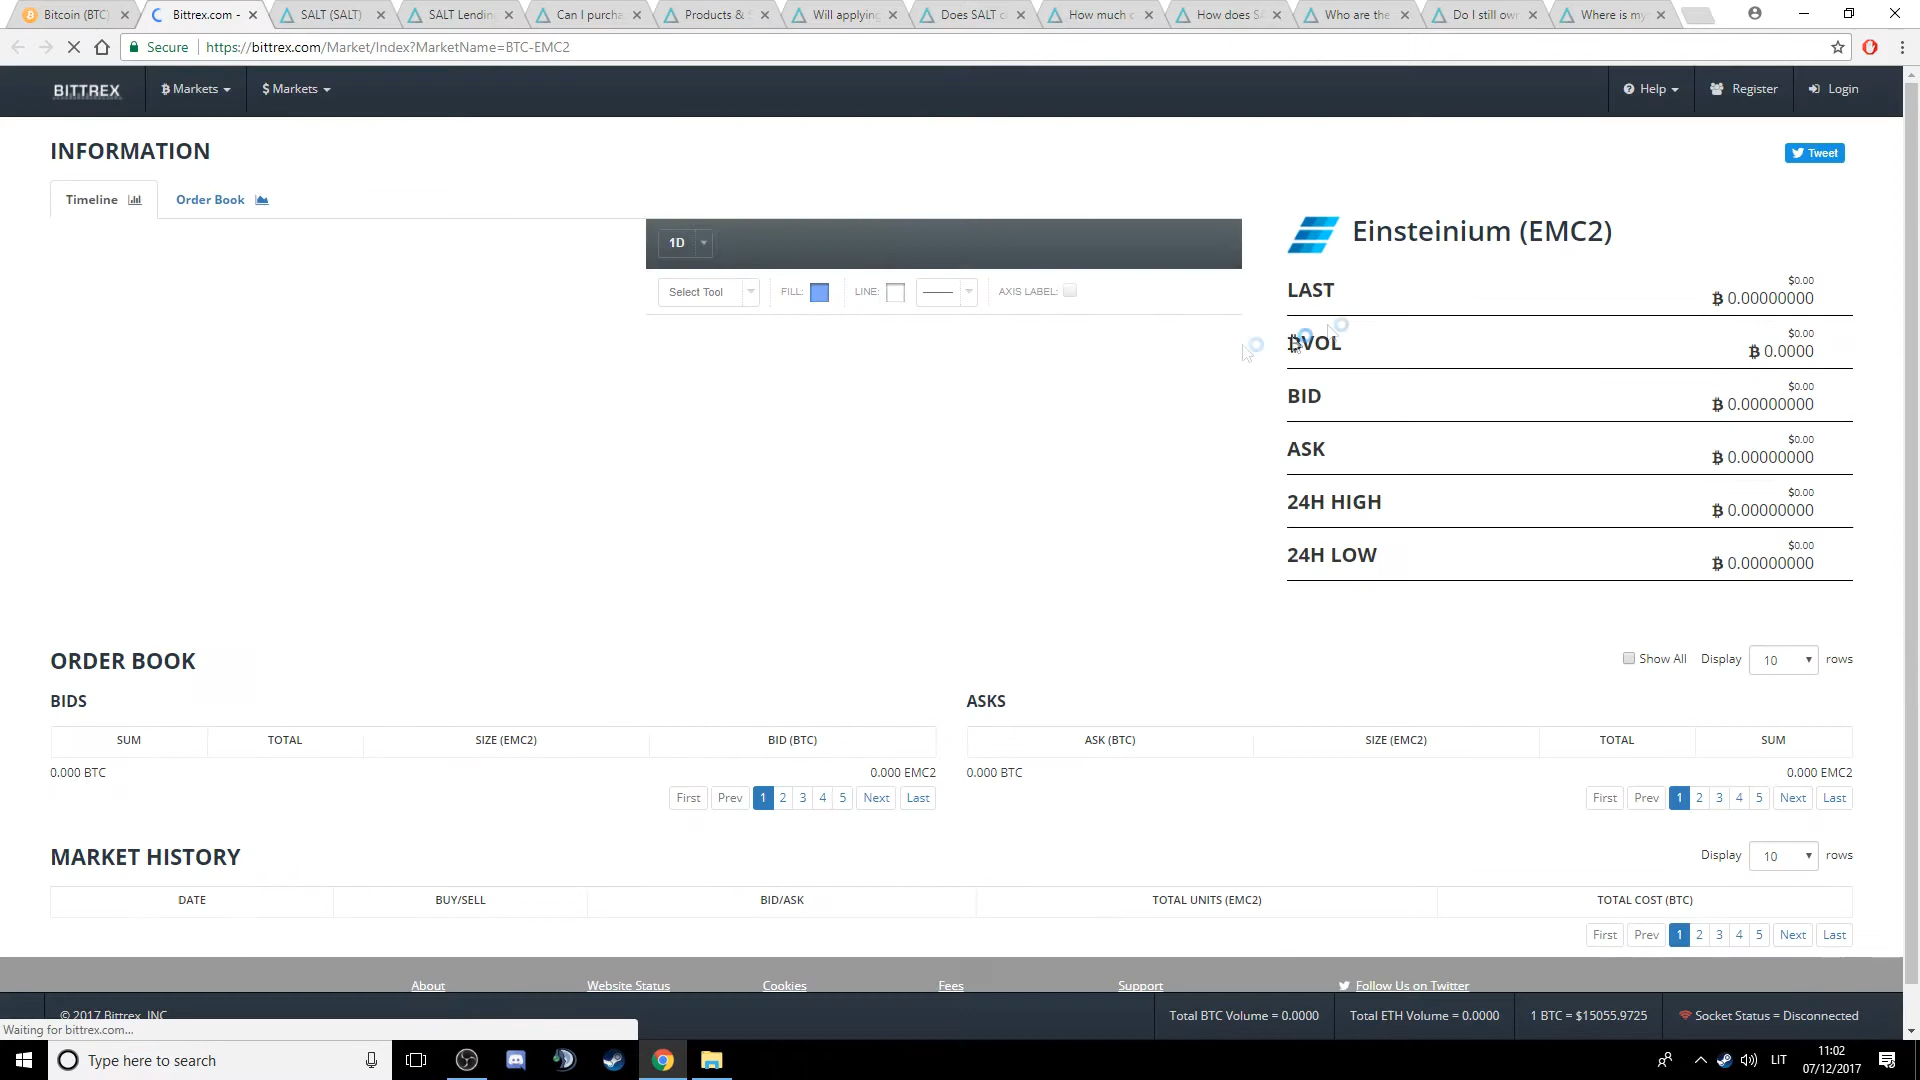 Bitcoin (BTC)
Bittrex.com -
SALT (SALT)
SALT Lendin
Can I purcha
Products &
Will applying
Does SALT c
How much c
How does S
Who are the
Do I still ow
Where is my
Secure https://bittrex.com/Market/Index?MarketName=BTC-EMC2
BITTREX
Markets
$ Markets
Help
Register
Login
INFORMATION
Tweet
Timeline
Order Book
1D
Select Tool
FILL:
LINE:
AXIS LABEL:
Einsteinium (EMC2)
$0.00
LAST
₿ 0.00000000
$0.00
₿VOL
₿ 0.0000
$0.00
BID
₿ 0.00000000
$0.00
ASK
₿ 0.00000000
$0.00
24H HIGH
₿ 0.00000000
$0.00
24H LOW
₿ 0.00000000
ORDER BOOK
Show All Display 10 rows
BIDS
SUM TOTAL SIZE (EMC2) BID (BTC)
0.000 BTC 0.000 EMC2
First Prev 1 2 3 4 5 Next Last
ASKS
ASK (BTC) SIZE (EMC2) TOTAL SUM
0.000 BTC 0.000 EMC2
First Prev 1 2 3 4 5 Next Last
MARKET HISTORY
Display 10 rows
DATE BUY/SELL BID/ASK TOTAL UNITS (EMC2) TOTAL COST (BTC)
First Prev 1 2 3 4 5 Next Last
About Website Status Cookies Fees Support Follow Us on Twitter
© 2017 Bittrex, INC
Total BTC Volume = 0.0000 Total ETH Volume = 0.0000 1 BTC = $15055.9725 Socket Status = Disconnected
Waiting for bittrex.com...
Type here to search
LIT
11:02
07/12/2017